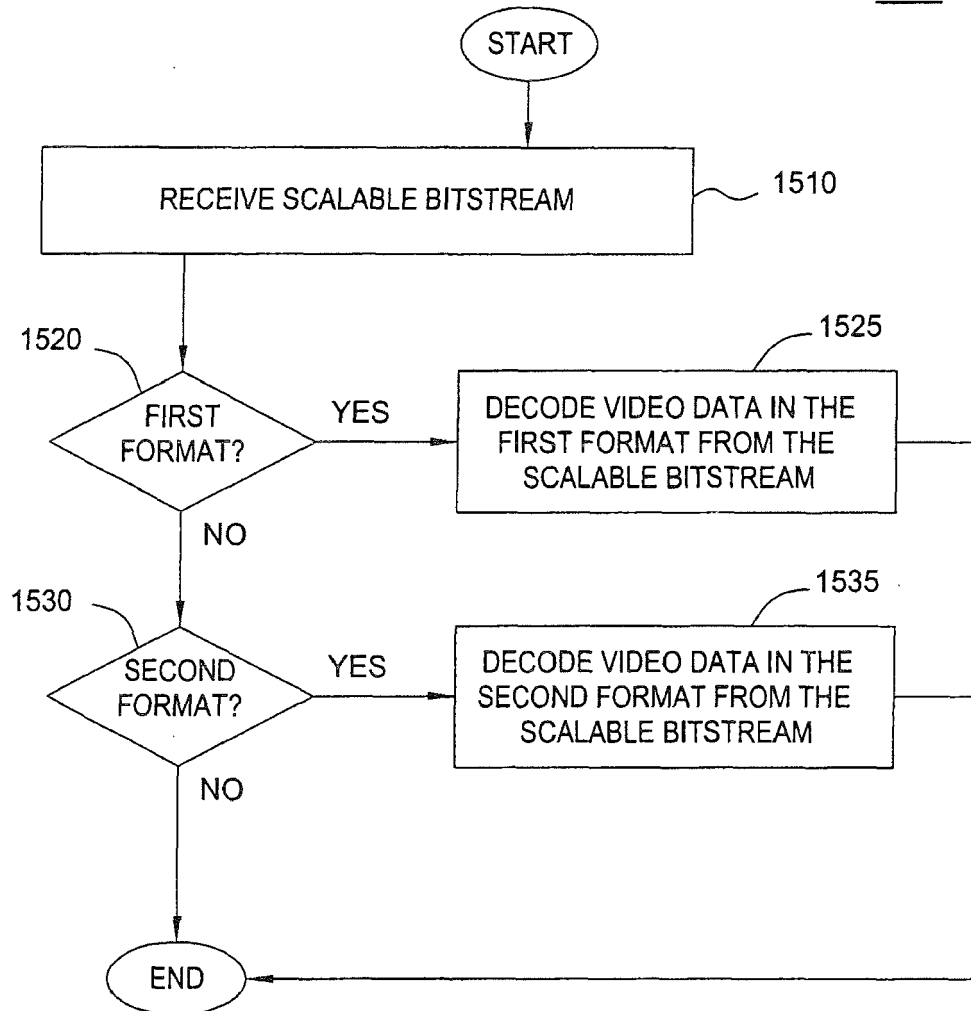 START
RECEIVE SCALABLE BITSTREAM
1510
1520
FIRST
FORMAT?
YES
1525
DECODE VIDEO DATA IN THE
FIRST FORMAT FROM THE
SCALABLE BITSTREAM
NO
1530
SECOND
FORMAT?
YES
1535
DECODE VIDEO DATA IN THE
SECOND FORMAT FROM THE
SCALABLE BITSTREAM
NO
END